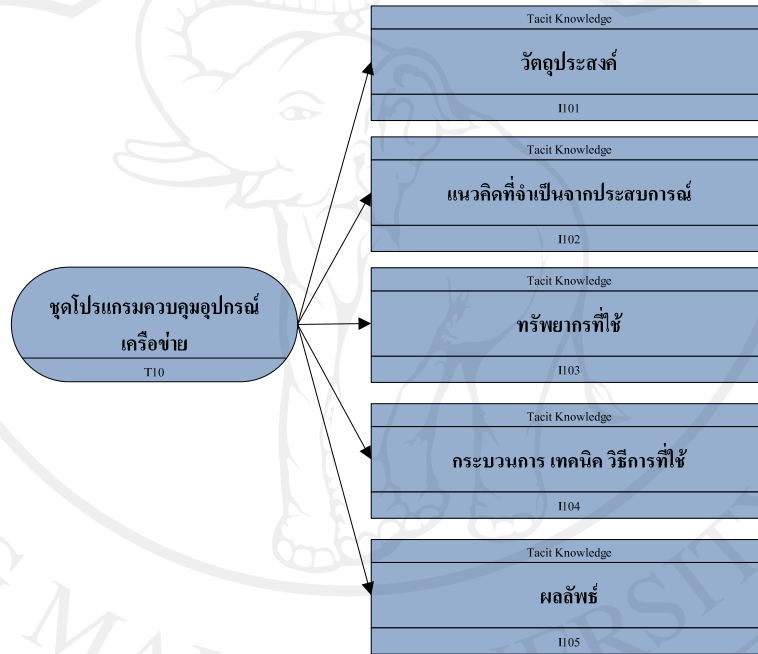 Tacit Knowledge
วัตถุประสงค์
I101
Tacit Knowledge
แนวคิดที่จำเป็นจากประสบการณ์
I102
ชุดโปรแกรมควบคุมอุปกรณ์
เครือข่าย
T10
Tacit Knowledge
ทรัพยากรที่ใช้
I103
Tacit Knowledge
กระบวนการ เทคนิค วิธีการที่ใช้
I104
Tacit Knowledge
ผลลัพธ์
I105